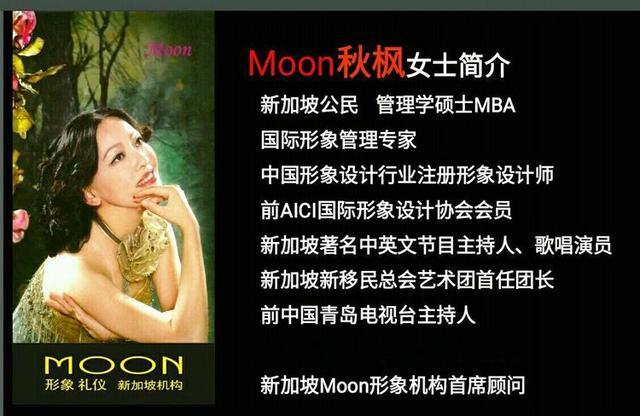 Moon
MOON
形象 礼仪 新加坡机构
Moon秋枫女士简介
新加坡公民 管理学硕士MBA
国际形象管理专家
中国形象设计行业注册形象设计师
前AICI国际形象设计协会会员
新加坡著名中英文节目主持人、歌唱演员
新加坡新移民总会艺术团首任团长
前中国青岛电视台主持人
新加坡Moon形象机构首席顾问